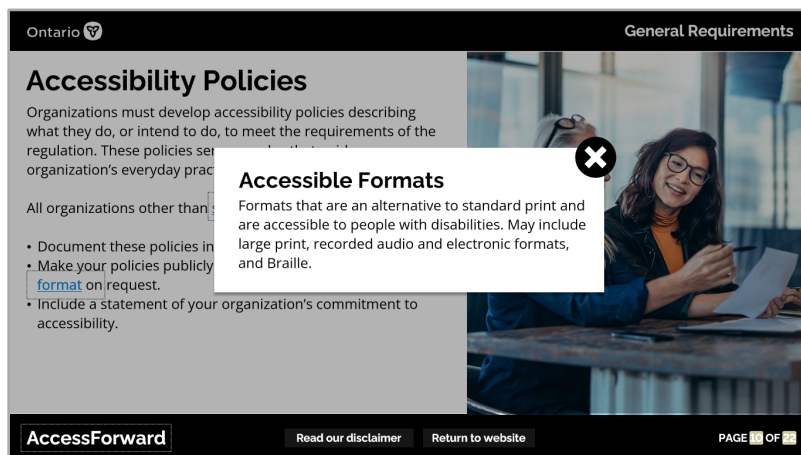 Ontario
General Requirements
Accessibility Policies
Organizations must develop accessibility policies describing
what they do, or intend to do, to meet the requirements of the
regulation. These policies
organization's everyday
All organizations other than
• Document these policies in
• Make your policies publicly
format on request.
• Include a statement of your organization's commitment to
accessibility.
Accessible Formats
Formats that are an alternative to standard print and
are accessible to people with disabilities. May include
large print, recorded audio and electronic formats,
and Braille.
AccessForward
Read our disclaimer
Return to website
PAGE 10 OF 22